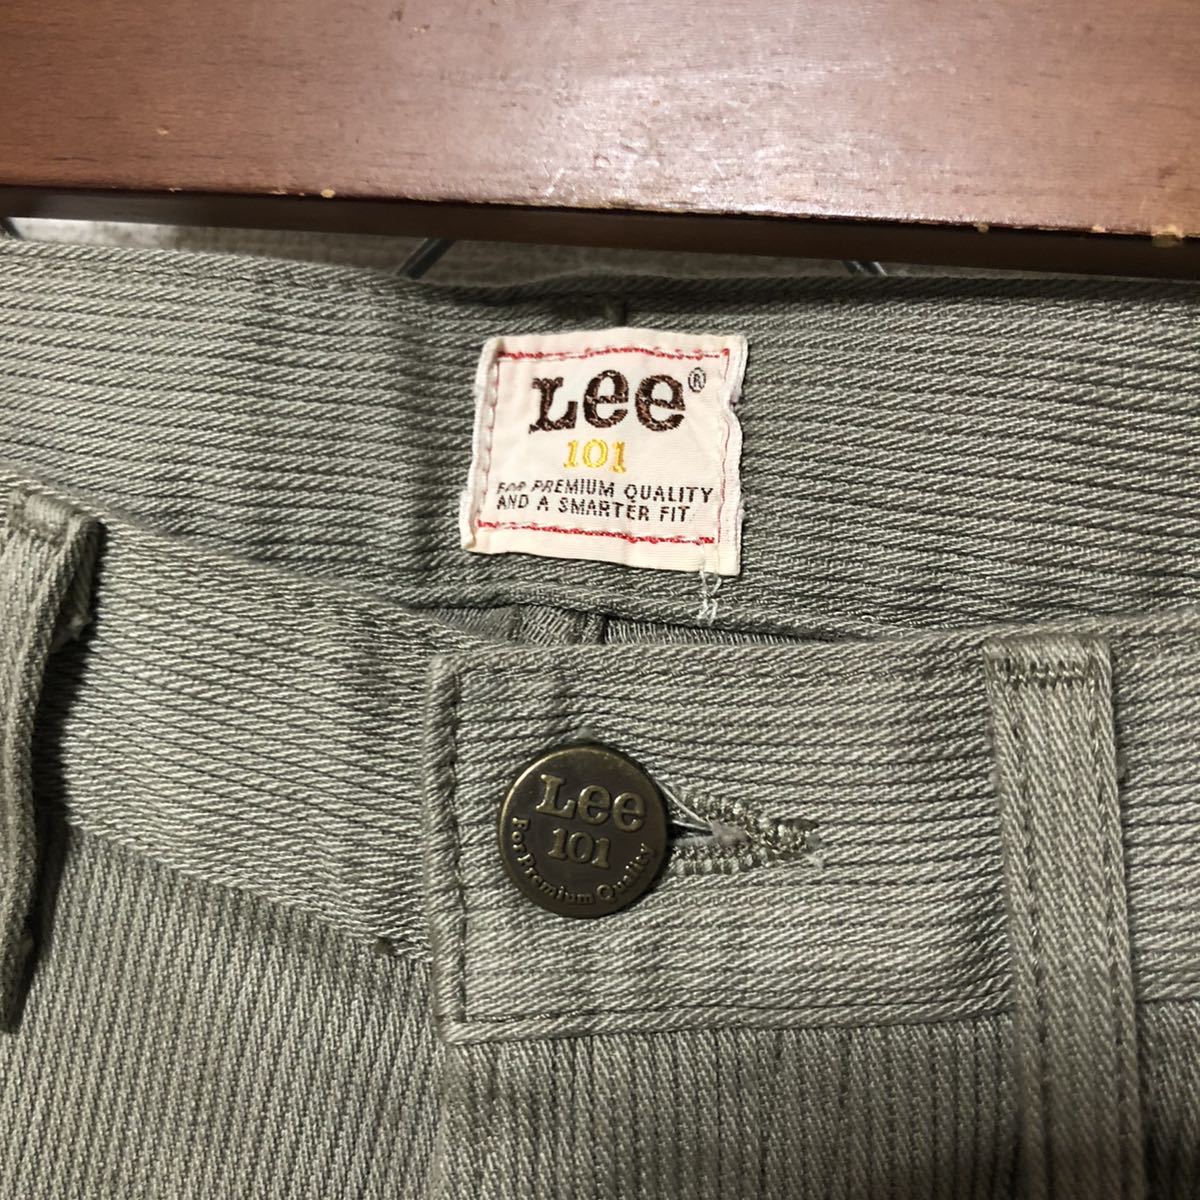 Lee®
101
FOR PREMIUM QUALITY
AND A SMARTER FIT
Lee
101
For Premium Quality